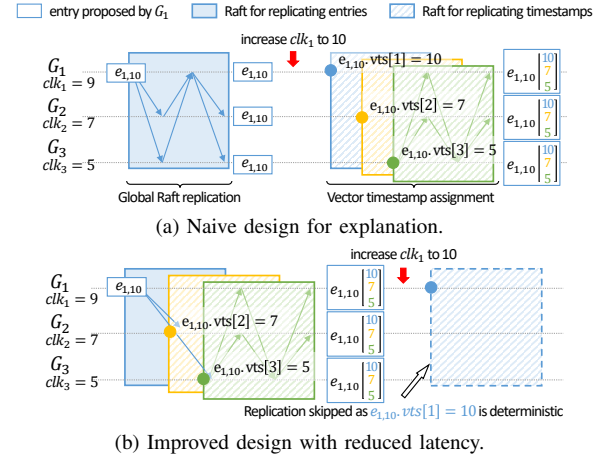 entry proposed by G₁ Raft for replicating entries Raft for replicating timestamps
increase clk₁ to 10
G₁
clk₁ = 9
e₁,₁₀
e₁,₁₀
e₁,₁₀.vts[1] = 10
e₁,₁₀ [10 7 5]
G₂
clk₂ = 7
e₁,₁₀
e₁,₁₀.vts[2] = 7
e₁,₁₀ [10 7 5]
G₃
clk₃ = 5
e₁,₁₀
e₁,₁₀.vts[3] = 5
e₁,₁₀ [10 7 5]
Global Raft replication Vector timestamp assignment
(a) Naive design for explanation.
increase clk₁ to 10
G₁
clk₁ = 9
e₁,₁₀
e₁,₁₀ [10 7 5]
G₂
clk₂ = 7
e₁,₁₀.vts[2] = 7
e₁,₁₀ [10 7 5]
G₃
clk₃ = 5
e₁,₁₀.vts[3] = 5
e₁,₁₀ [10 7 5]
Replication skipped as e₁,₁₀.vts[1] = 10 is deterministic
(b) Improved design with reduced latency.